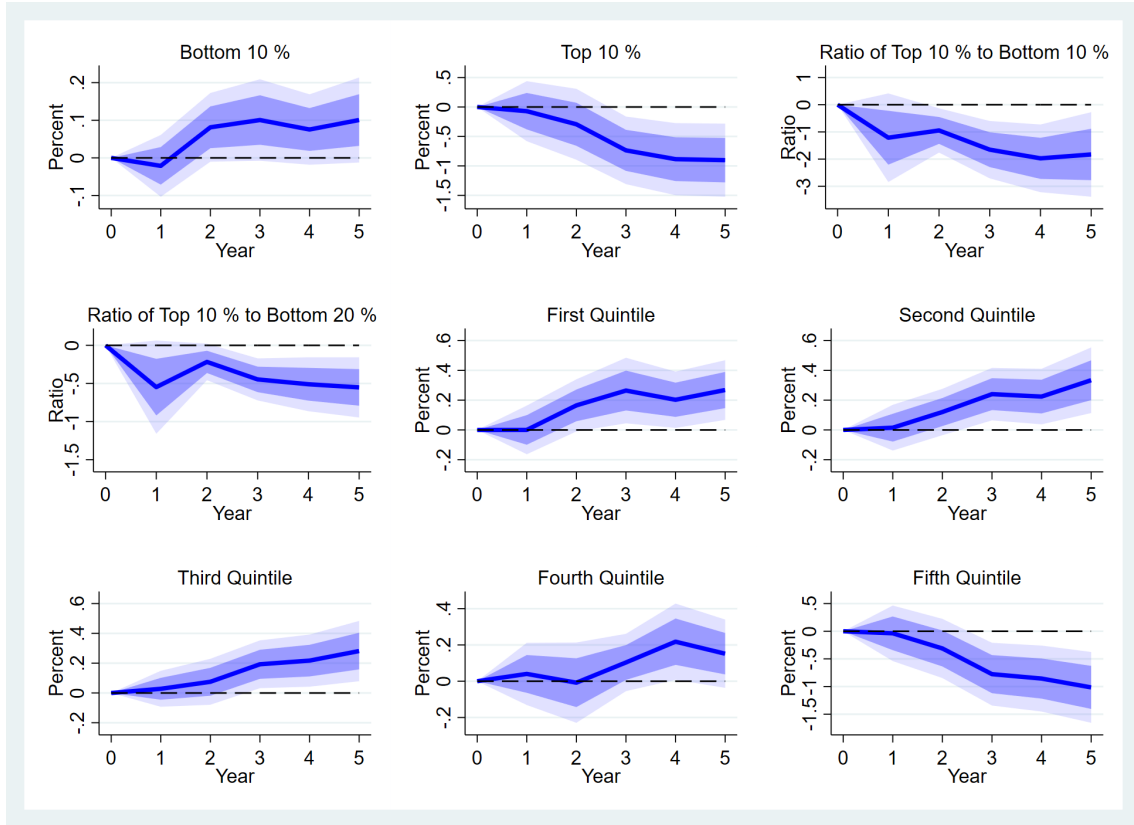 Bottom 10 %
Percent
.2
.1
0
-.1
0 1 2 3 4 5
Year
Top 10 %
Percent
.5
0
-.5
-1
-1.5
0 1 2 3 4 5
Year
Ratio of Top 10 % to Bottom 10 %
Ratio
1
0
-1
-2
-3
0 1 2 3 4 5
Year
Ratio of Top 10 % to Bottom 20 %
Ratio
0
-.5
-1
-1.5
0 1 2 3 4 5
Year
First Quintile
Percent
.6
.4
.2
0
-.2
0 1 2 3 4 5
Year
Second Quintile
Percent
.6
.4
.2
0
-.2
0 1 2 3 4 5
Year
Third Quintile
Percent
.6
.4
.2
0
-.2
0 1 2 3 4 5
Year
Fourth Quintile
Percent
.4
.2
0
-.2
0 1 2 3 4 5
Year
Fifth Quintile
Percent
.5
0
-.5
-1
-1.5
0 1 2 3 4 5
Year